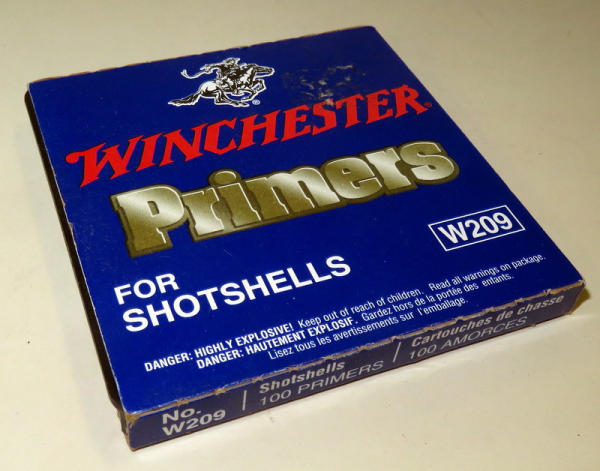 WINCHESTER®
Primers
W209
FOR
SHOTSHELLS
DANGER: HIGHLY EXPLOSIVE! Keep out of reach of children. Read all warnings on package.
DANGER: HAUTEMENT EXPLOSIF. Gardez hors de la portée des enfants.
Lisez tous les avertissements sur l'emballage.
No.
W209
Shotshells
100 PRIMERS
Cartouches de chasse
100 AMORCES